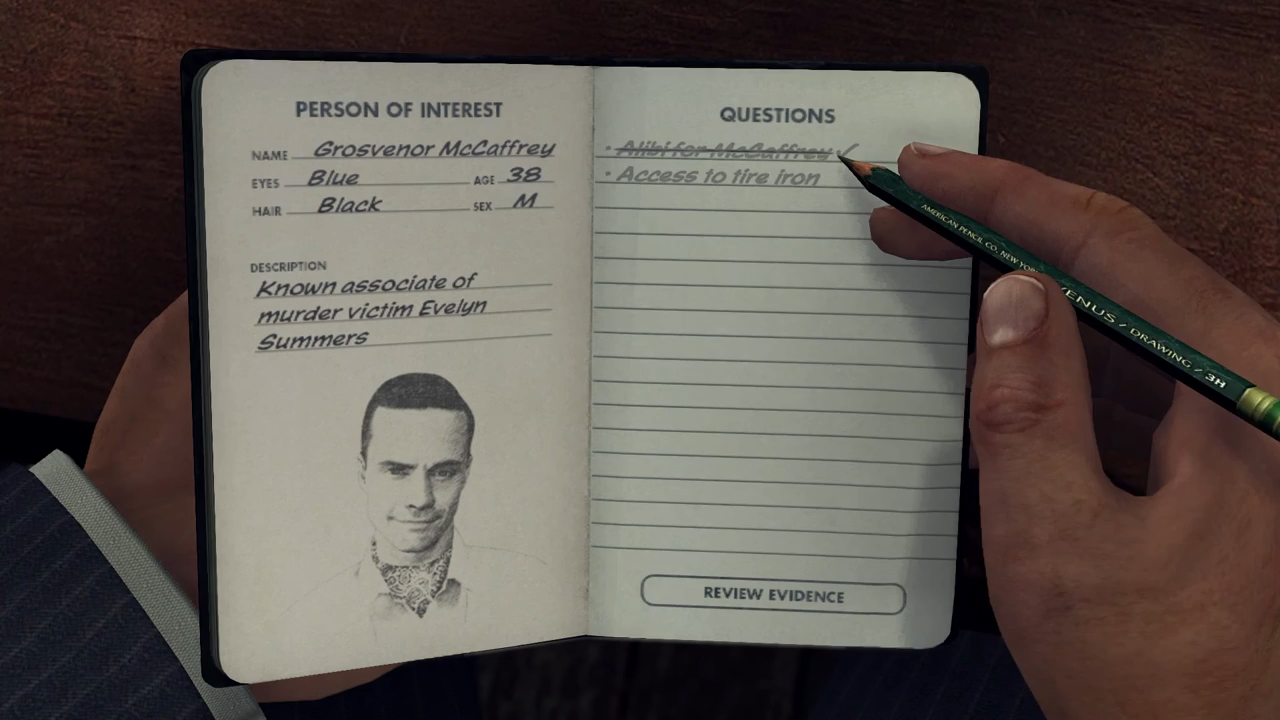 PERSON OF INTEREST
NAME Grosvenor McCaffrey
EYES Blue AGE 38
HAIR Black SEX M
DESCRIPTION
Known associate of
murder victim Evelyn
Summers
QUESTIONS
· Alibi for McCaffrey ✓
· Access to tire iron
REVIEW EVIDENCE
AMERICAN PENCIL CO. NEW YORK
VENUS / DRAWING / 3H